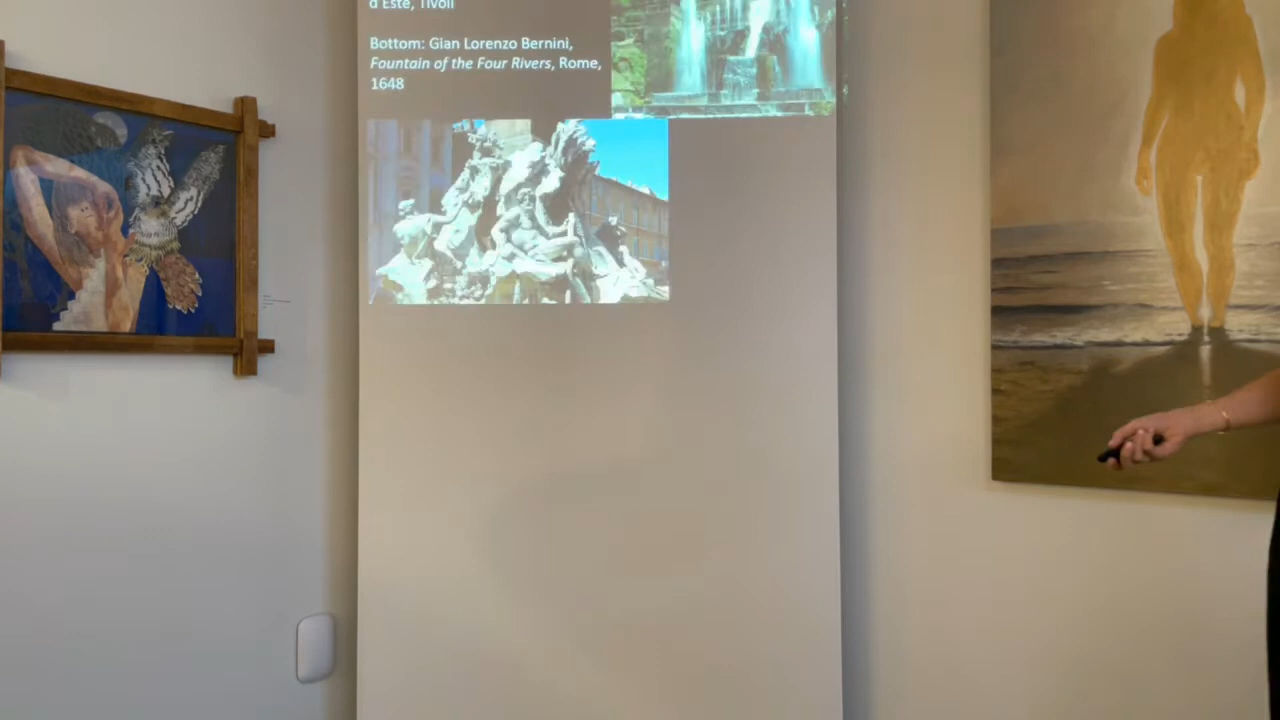 d'Este, Tivoli
Bottom: Gian Lorenzo Bernini,
Fountain of the Four Rivers, Rome,
1648